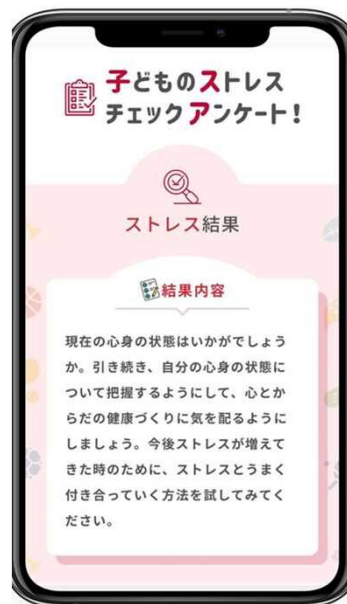 子どものストレス
チェックアンケート！
ストレス結果
結果内容
現在の心身の状態はいかがでしょう
か。引き続き、自分の心身の状態に
ついて把握するようにして、心とか
らだの健康づくりに気を配るように
しましょう。今後ストレスが増えて
きた時のために、ストレスとうまく
付き合っていく方法を試してみてく
ださい。